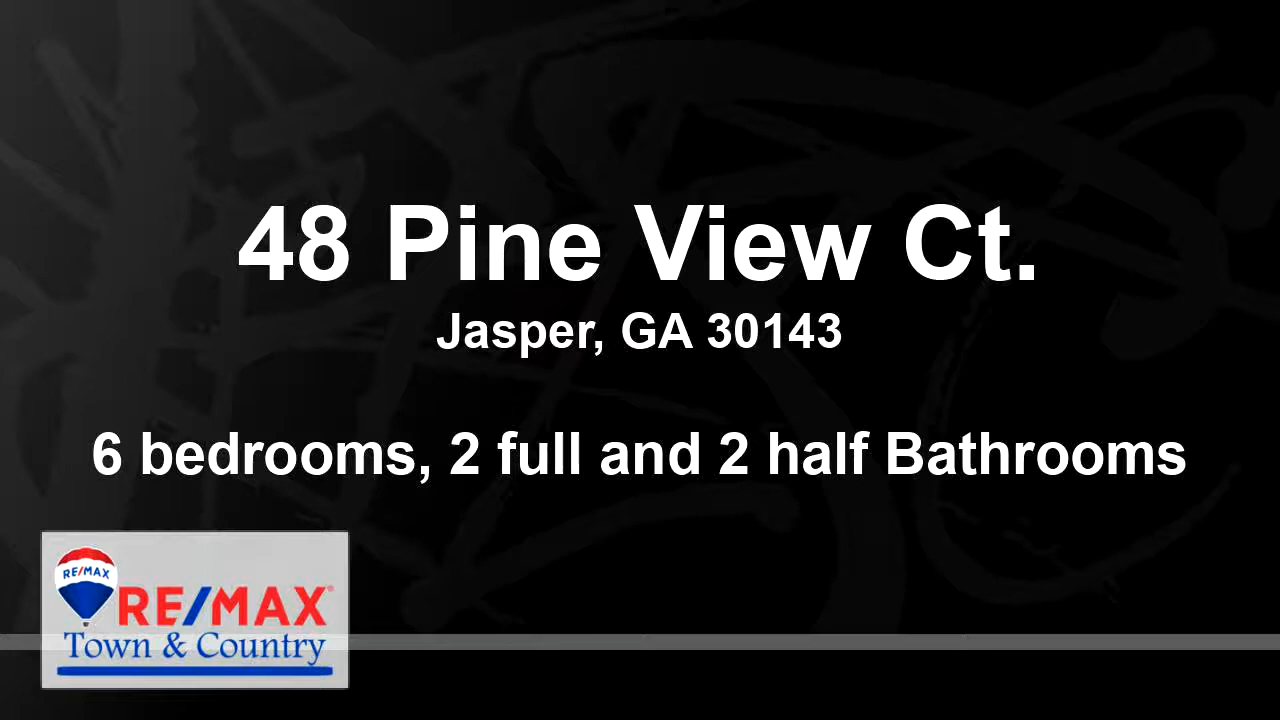 48 Pine View Ct.
Jasper, GA 30143
6 bedrooms, 2 full and 2 half Bathrooms
RE/MAX
RE/MAX®
Town & Country